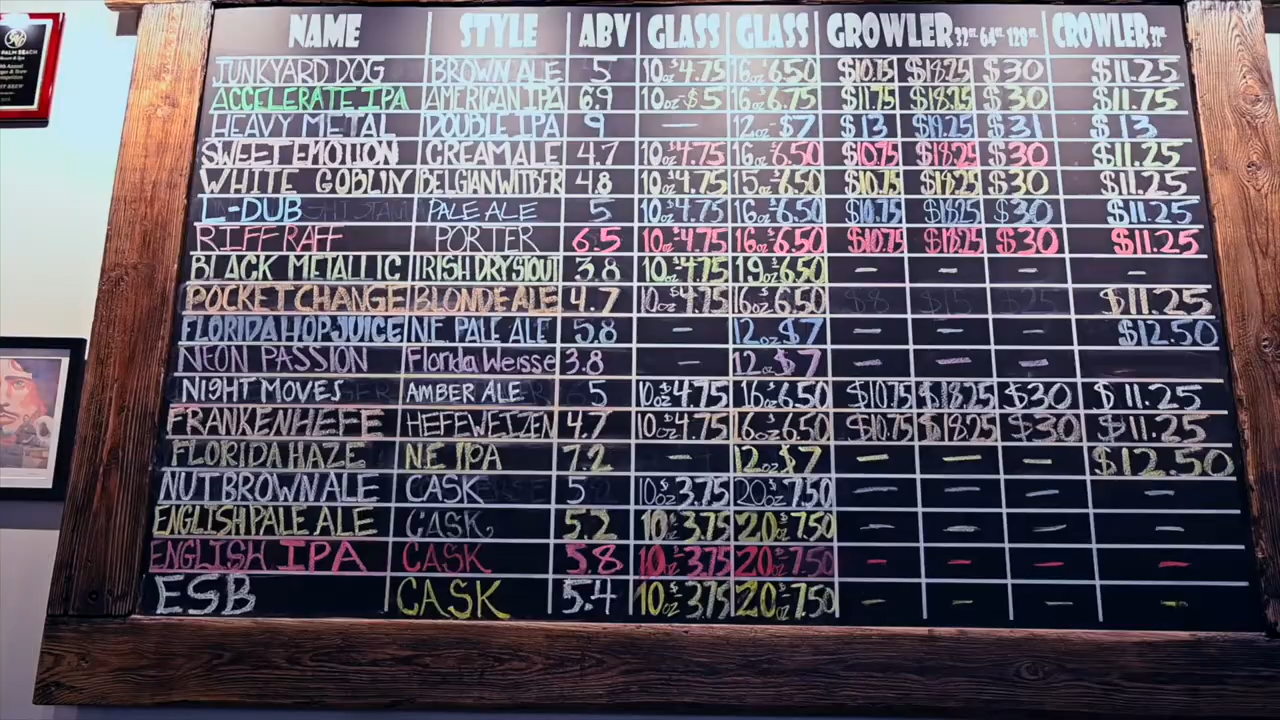 PALM BEACH
NAME STYLE ABV GLASS GLASS GROWLER 32oz 64oz 128oz CROWLER 32oz
JUNKYARD DOG BROWN ALE 5 10oz $4.75 16oz $6.50 $10.75 $18.25 $30 $11.25
ACCELERATE IPA AMERICAN IPA 6.9 10oz-$5 16oz $6.75 $11.75 $18.25 $30 $11.75
HEAVY METAL DOUBLE IPA 9 — 12oz-$7 $13 $19.25 $31 $13
SWEET EMOTION CREAM ALE 4.7 10oz $4.75 16oz $6.50 $10.75 $18.25 $30 $11.25
WHITE GOBLIN BELGIAN WITBER 4.8 10oz $4.75 15oz $6.50 $10.75 $18.25 $30 $11.25
L-DUB PALE ALE 5 10oz $4.75 16oz $6.50 $10.75 $18.25 $30 $11.25
RIFF RAFF PORTER 6.5 10oz $4.75 16oz $6.50 $10.75 $18.25 $30 $11.25
BLACK METALLIC IRISH DRY STOUT 3.8 10oz $4.75 19oz $6.50 — — — —
POCKET CHANGE BLONDE ALE 4.7 10oz $4.75 16oz $6.50 $8 $15 $25 $11.25
FLORIDA HOP JUICE N.E. PALE ALE 5.8 — 12oz $7 $12.50
NEON PASSION Florida Weisse 3.8 — 12oz $7 — — —
NIGHT MOVES AMBER ALE 5 10oz $4.75 16oz $6.50 $10.75 $18.25 $30 $11.25
FRANKENHEFE HEFFWEIZEN 4.7 10oz $4.75 16oz $6.50 $10.75 $18.25 $30 $11.25
FLORIDA HAZE N.E IPA 7.2 — 12oz $7 — — — $12.50
NUT BROWN ALE CASK 5 10oz $3.75 20oz $7.50 — — — —
ENGLISH PALE ALE CASK 5.2 10oz $3.75 20oz $7.50 — — — —
ENGLISH IPA CASK 5.8 10oz $3.75 20oz $7.50 — — — —
ESB CASK 5.4 10oz $3.75 20oz $7.50 — — — —